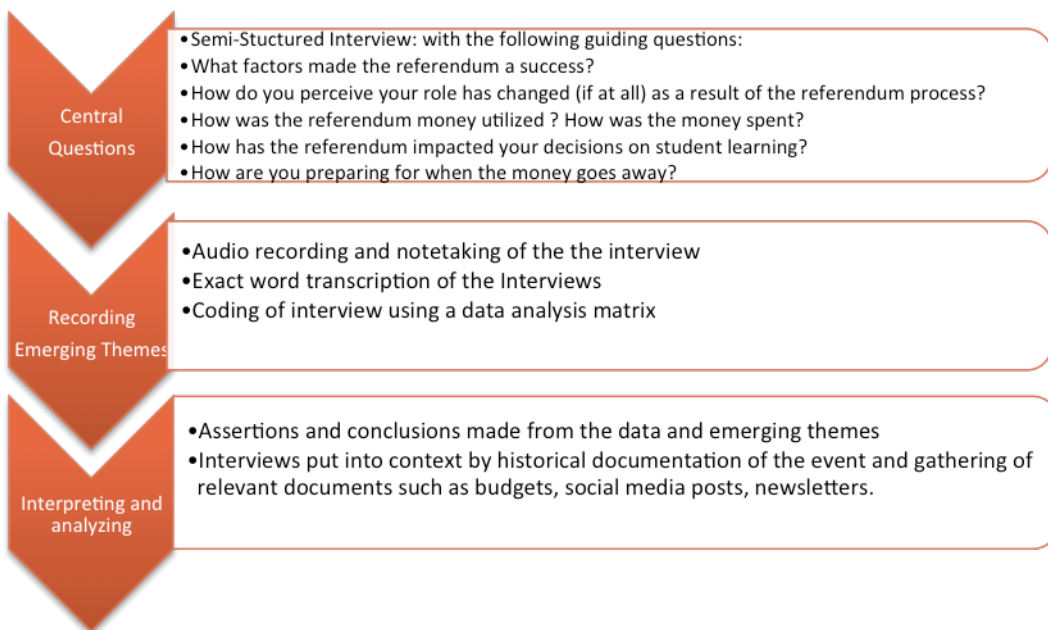 Central
Questions
•Semi-Stuctured Interview: with the following guiding questions:
•What factors made the referendum a success?
•How do you perceive your role has changed (if at all) as a result of the referendum process?
•How was the referendum money utilized ? How was the money spent?
•How has the referendum impacted your decisions on student learning?
•How are you preparing for when the money goes away?
Recording
Emerging Themes
•Audio recording and notetaking of the the interview
•Exact word transcription of the Interviews
•Coding of interview using a data analysis matrix
Interpreting and
analyzing
•Assertions and conclusions made from the data and emerging themes
•Interviews put into context by historical documentation of the event and gathering of
relevant documents such as budgets, social media posts, newsletters.